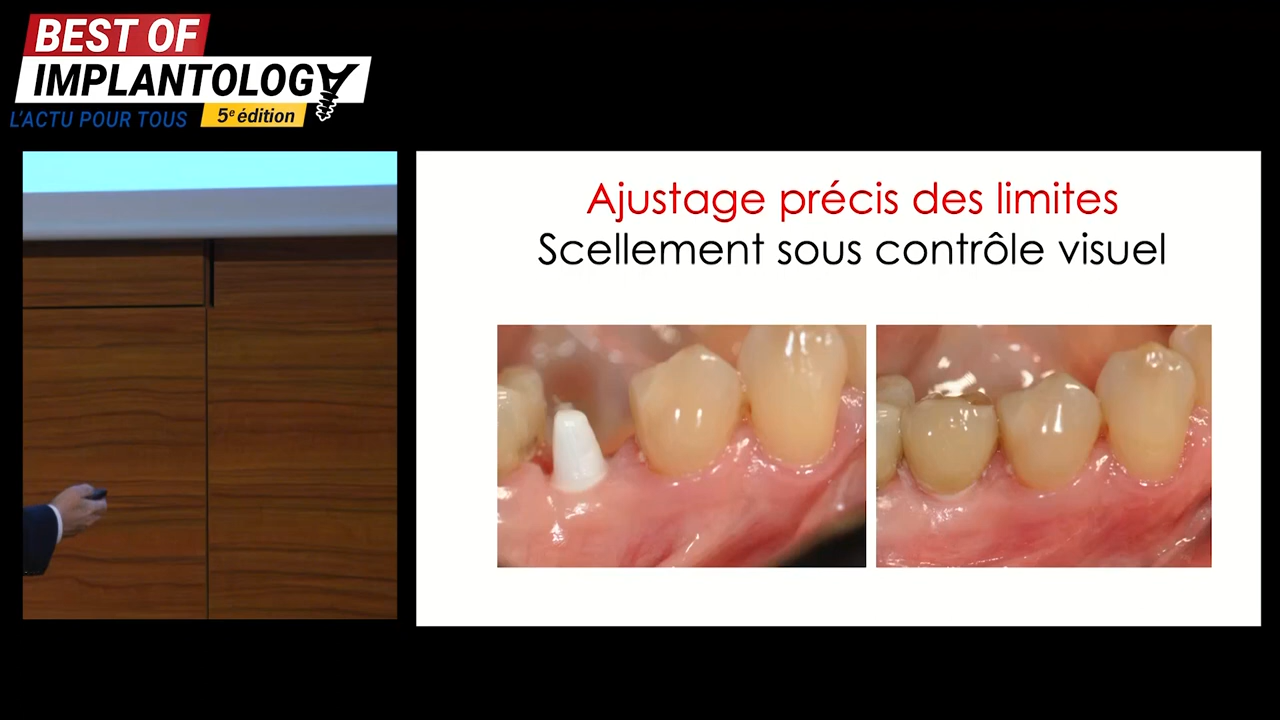 BEST OF
IMPLANTOLOGY
L'ACTU POUR TOUS
5e édition
Ajustage précis des limites
Scellement sous contrôle visuel